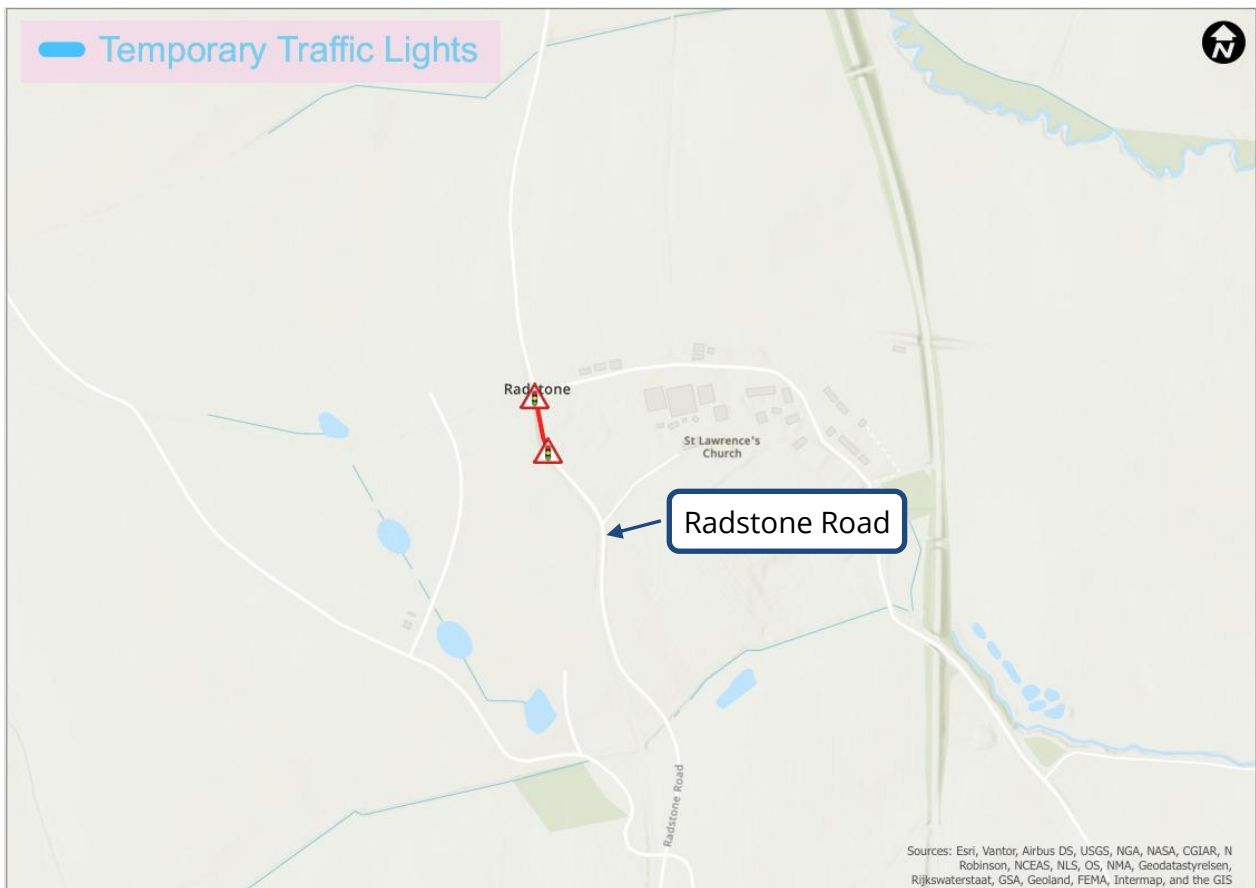 Temporary Traffic Lights
N
Radstone
St Lawrence's
Church
Radstone Road
Radstone Road
Sources: Esri, Vantor, Airbus DS, USGS, NGA, NASA, CGIAR, N
Robinson, NCEAS, NLS, OS, NMA, Geodatastyrelsen,
Rijkswaterstaat, GSA, Geoland, FEMA, Intermap, and the GIS